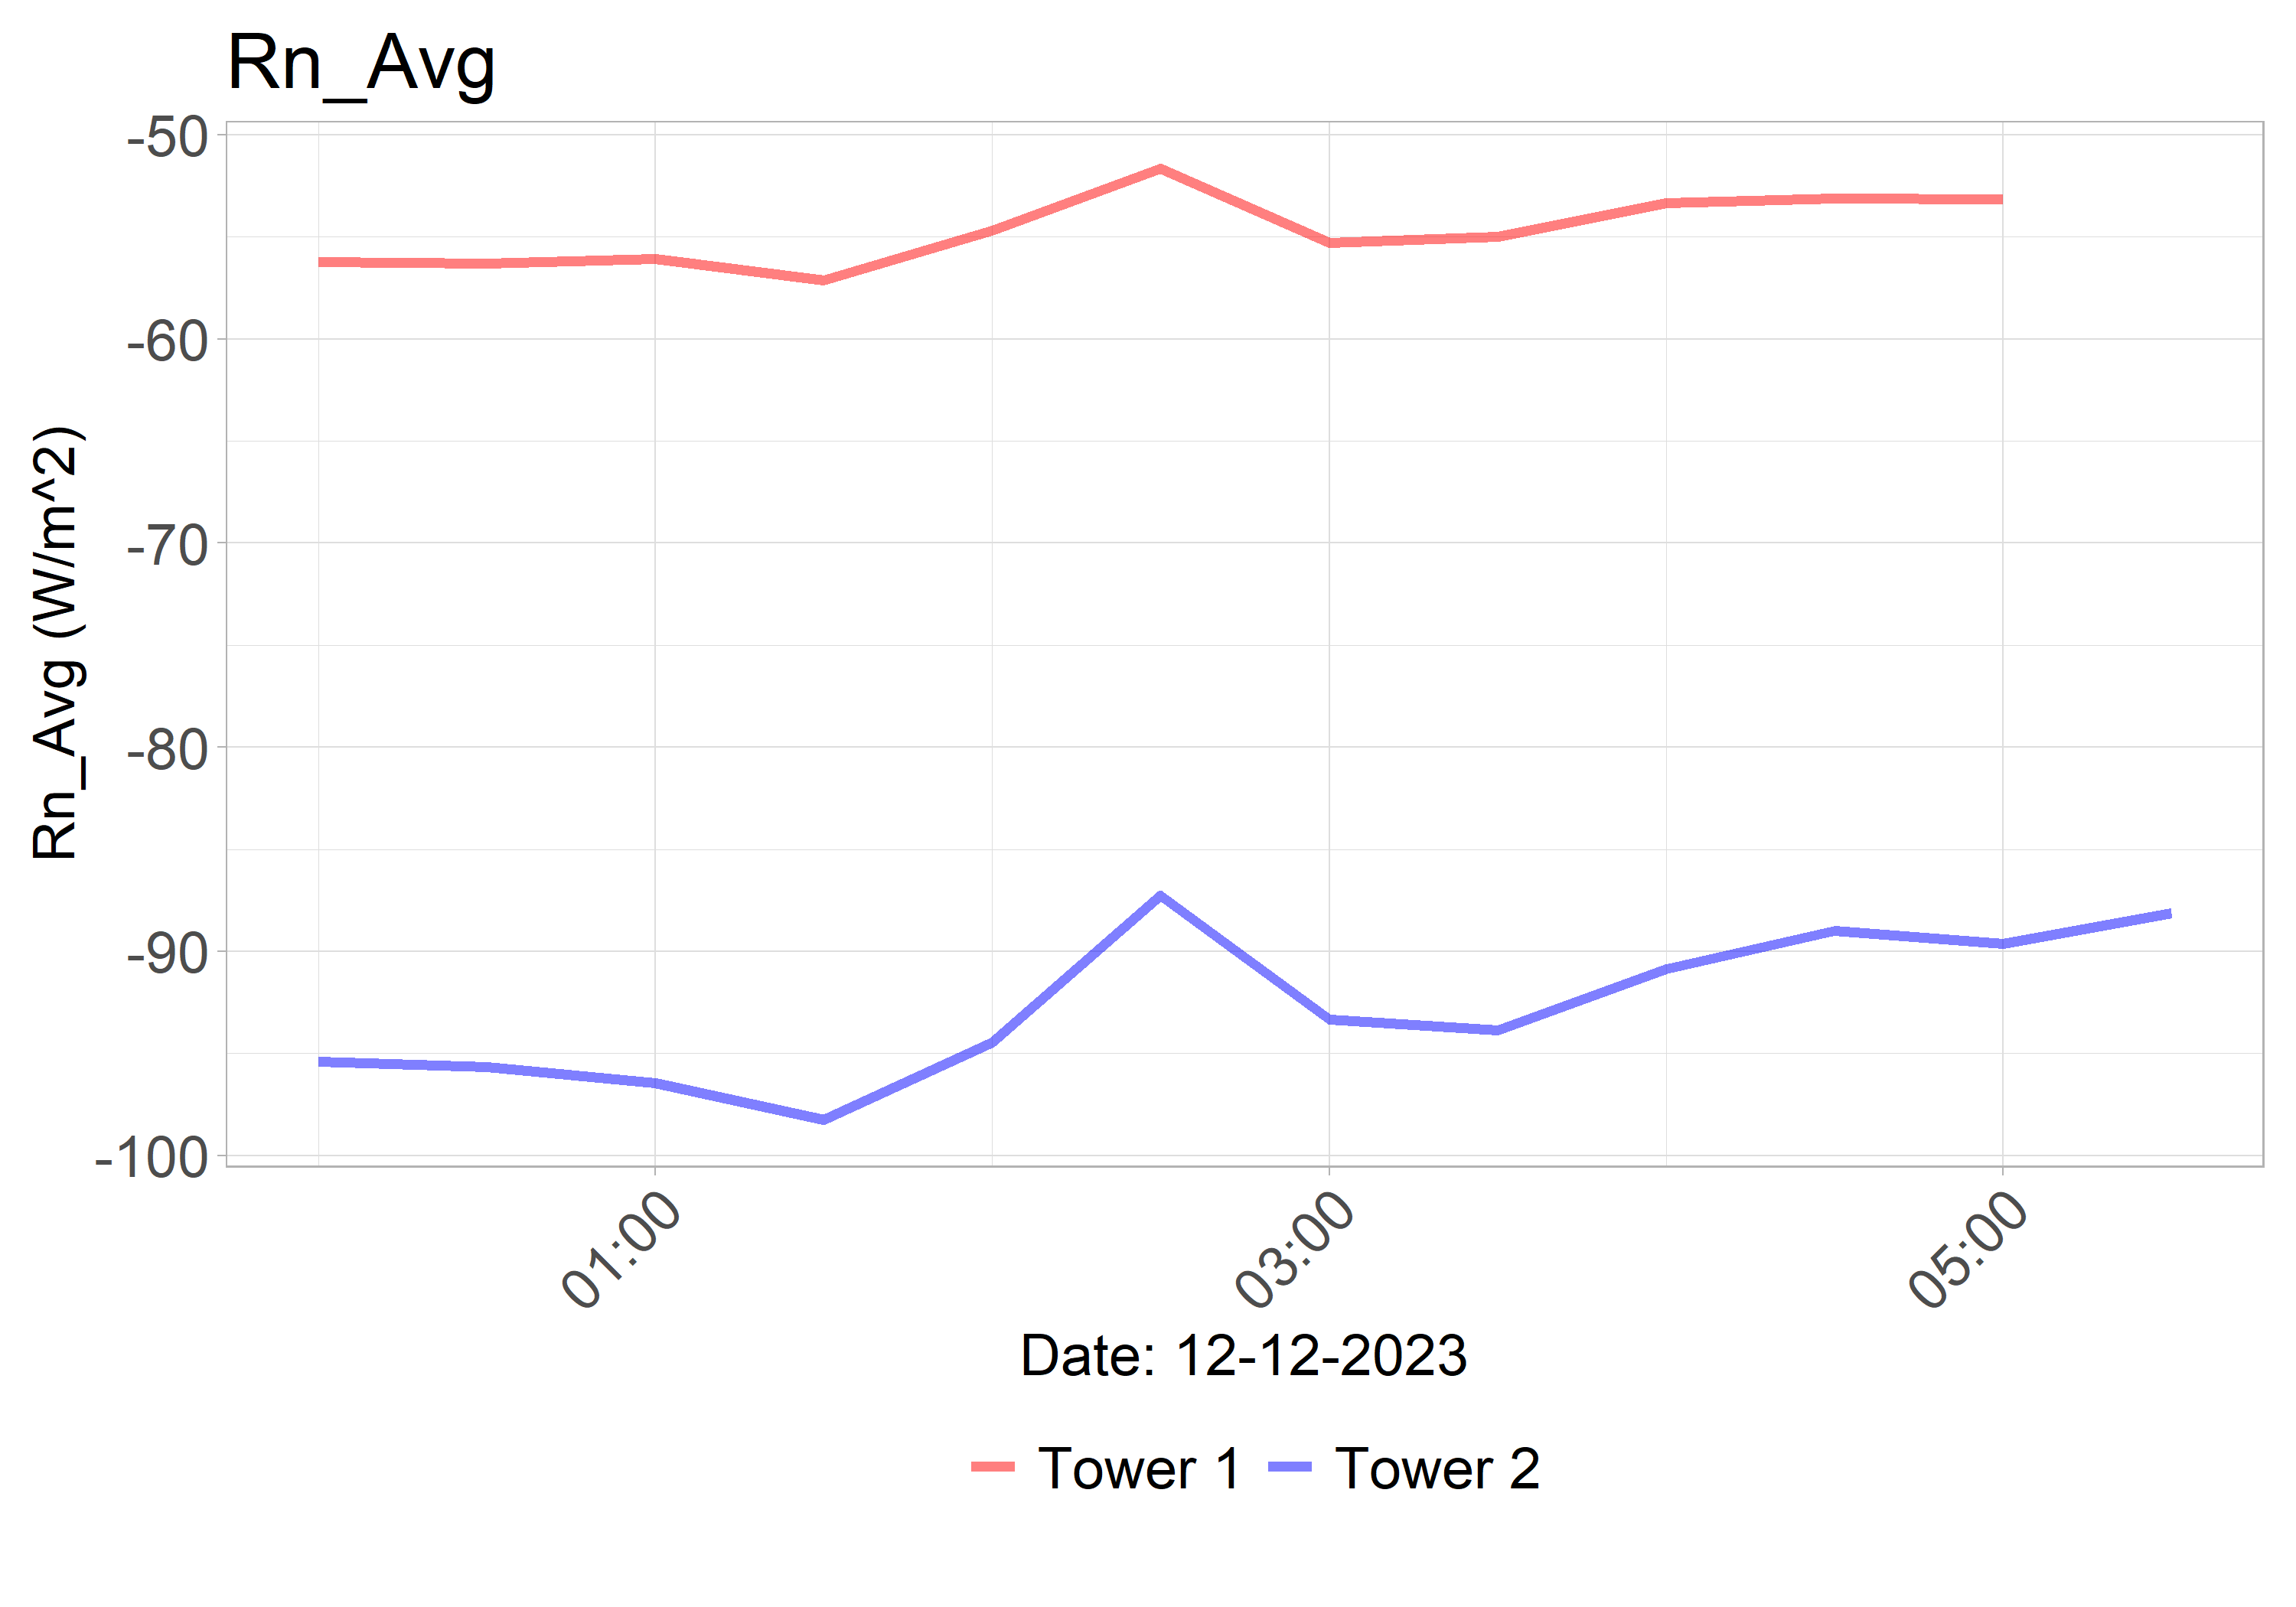 Rn_Avg
Rn_Avg (W/m^2)
-50
-60
-70
-80
-90
-100
01:00
03:00
05:00
Date: 12-12-2023
Tower 1
Tower 2